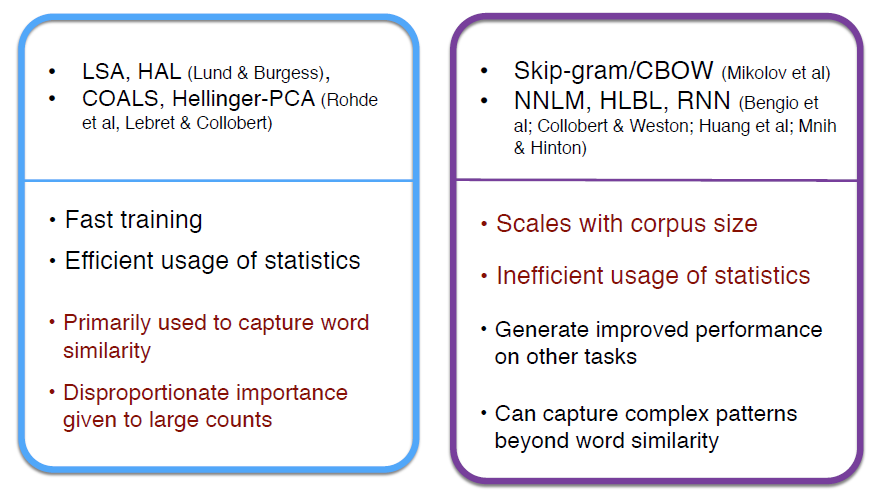 • LSA, HAL (Lund & Burgess),
• COALS, Hellinger-PCA (Rohde
et al, Lebret & Collobert)
• Fast training
• Efficient usage of statistics
• Primarily used to capture word
similarity
• Disproportionate importance
given to large counts
• Skip-gram/CBOW (Mikolov et al)
• NNLM, HLBL, RNN (Bengio et
al; Collobert & Weston; Huang et al; Mnih
& Hinton)
• Scales with corpus size
• Inefficient usage of statistics
• Generate improved performance
on other tasks
• Can capture complex patterns
beyond word similarity